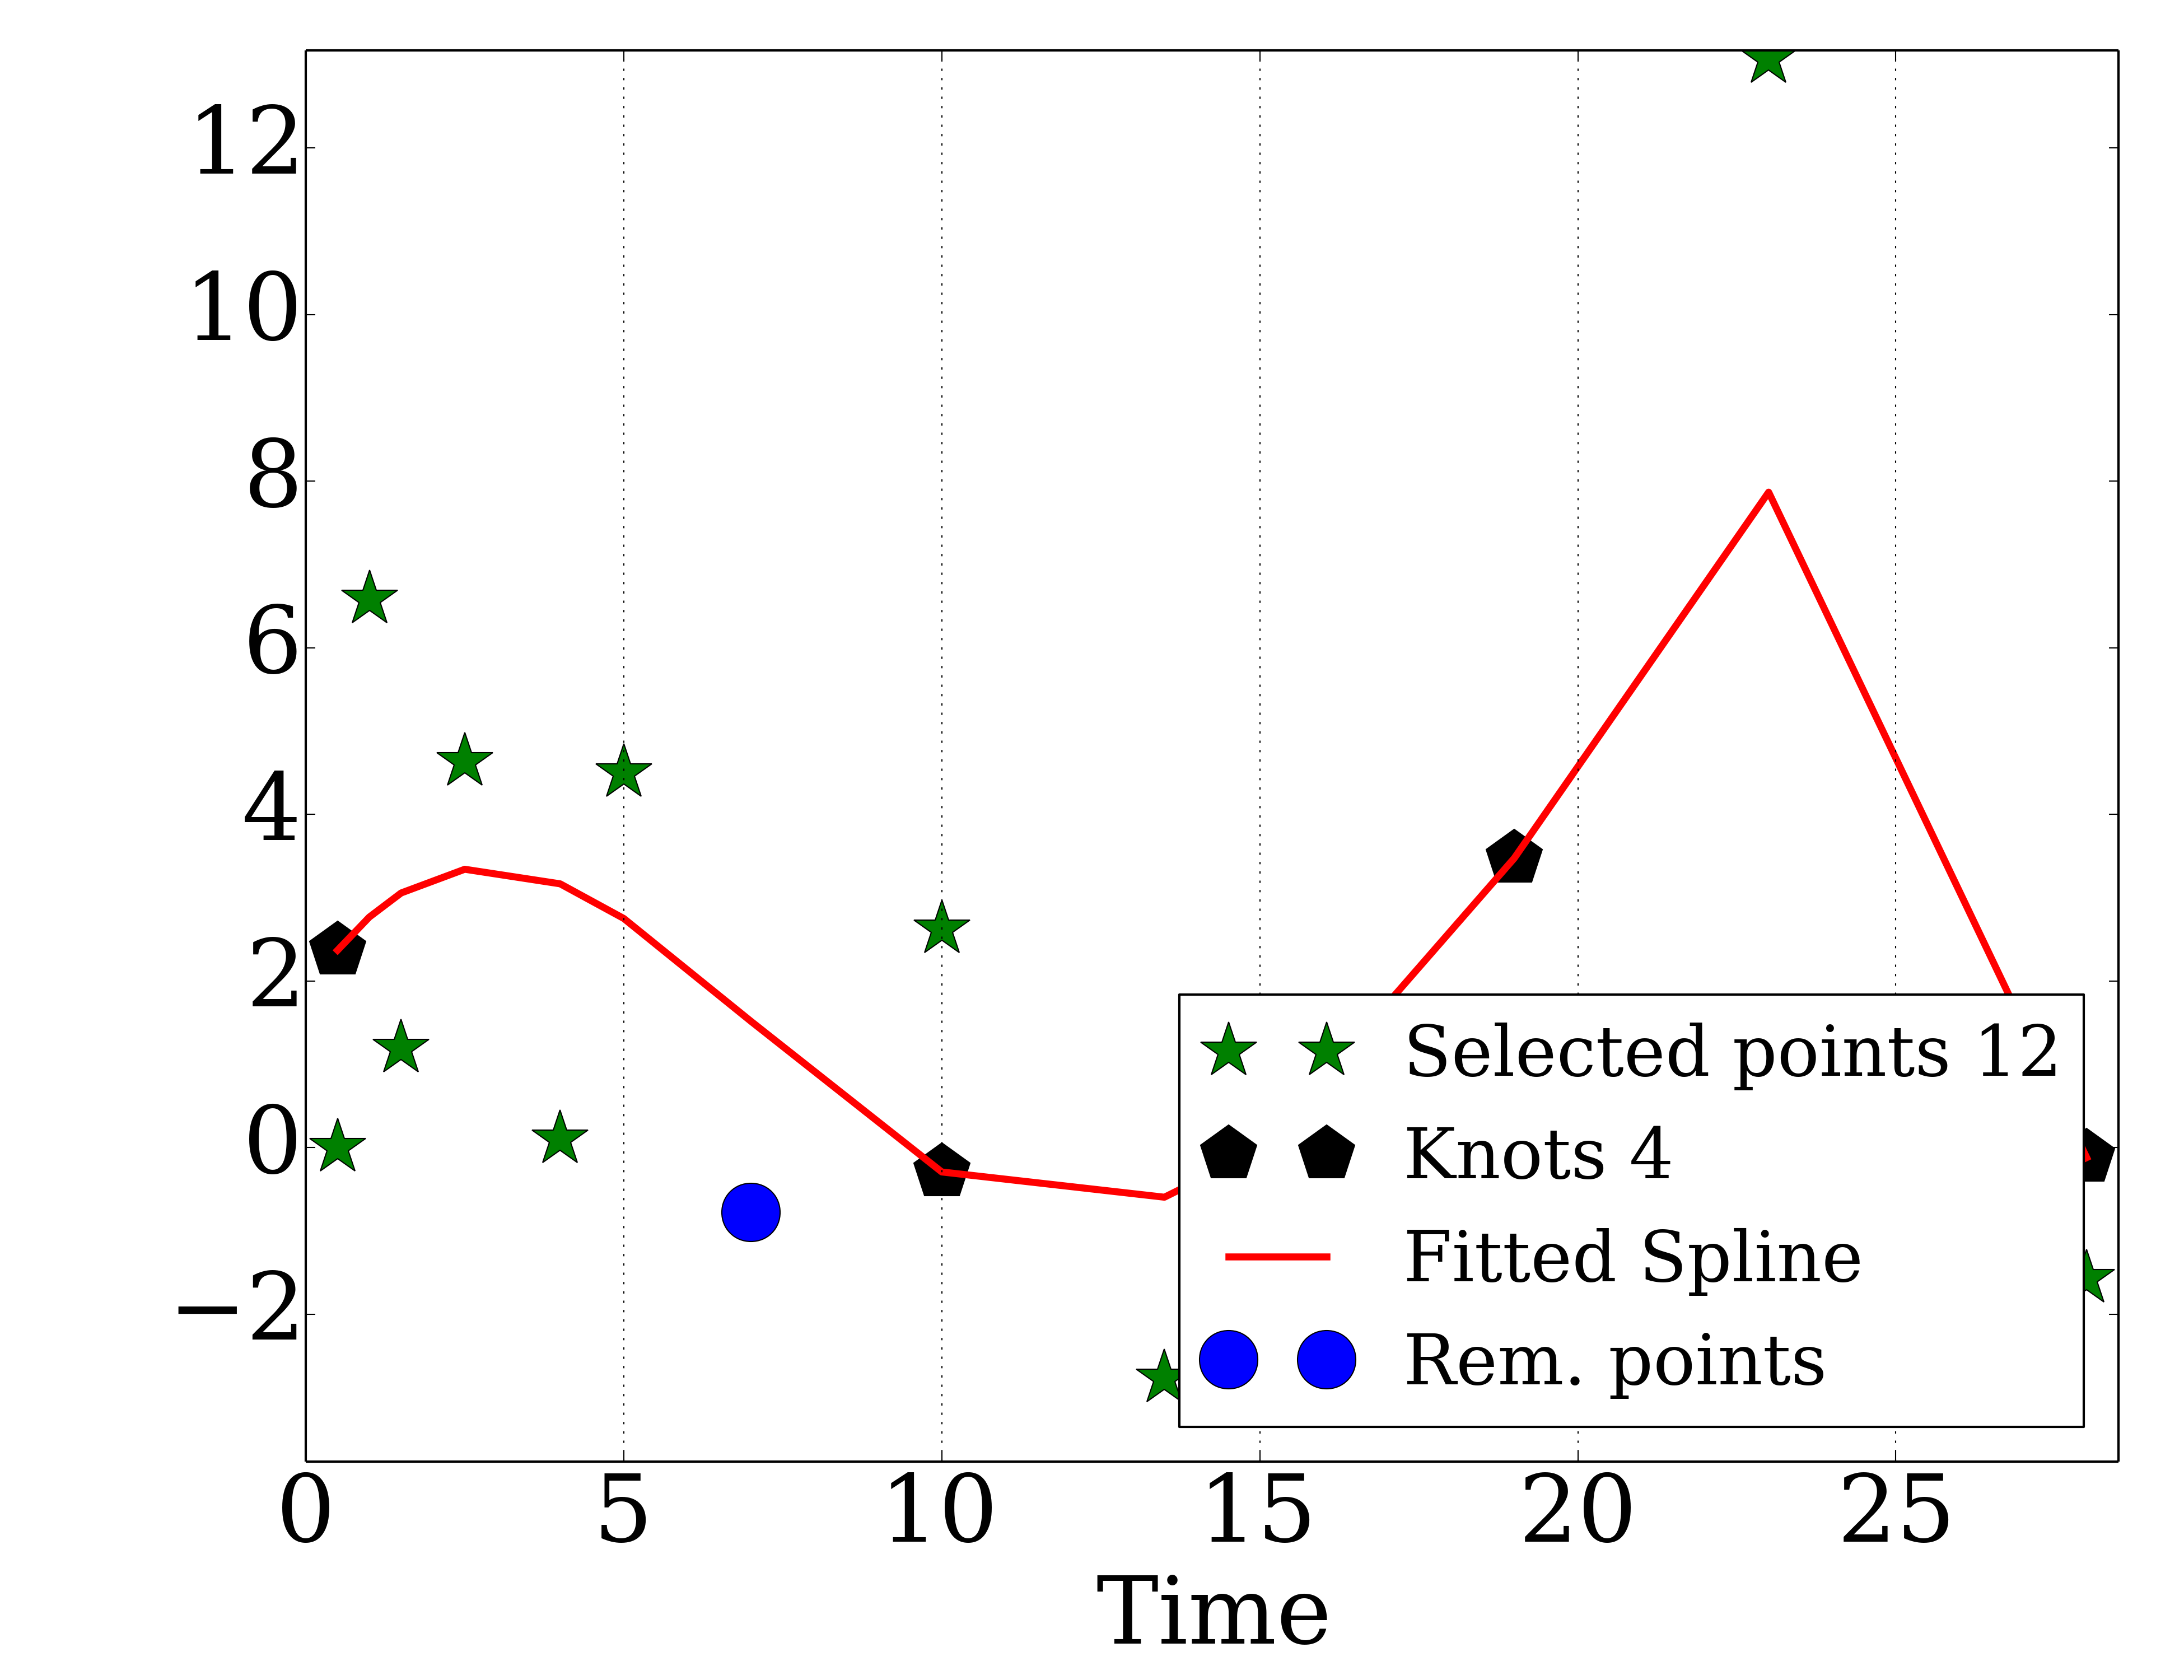 12
10
8
6
4
2
0
−2
Selected points 12
Knots 4
Fitted Spline
Rem. points
0 5 10 15 20 25
Time